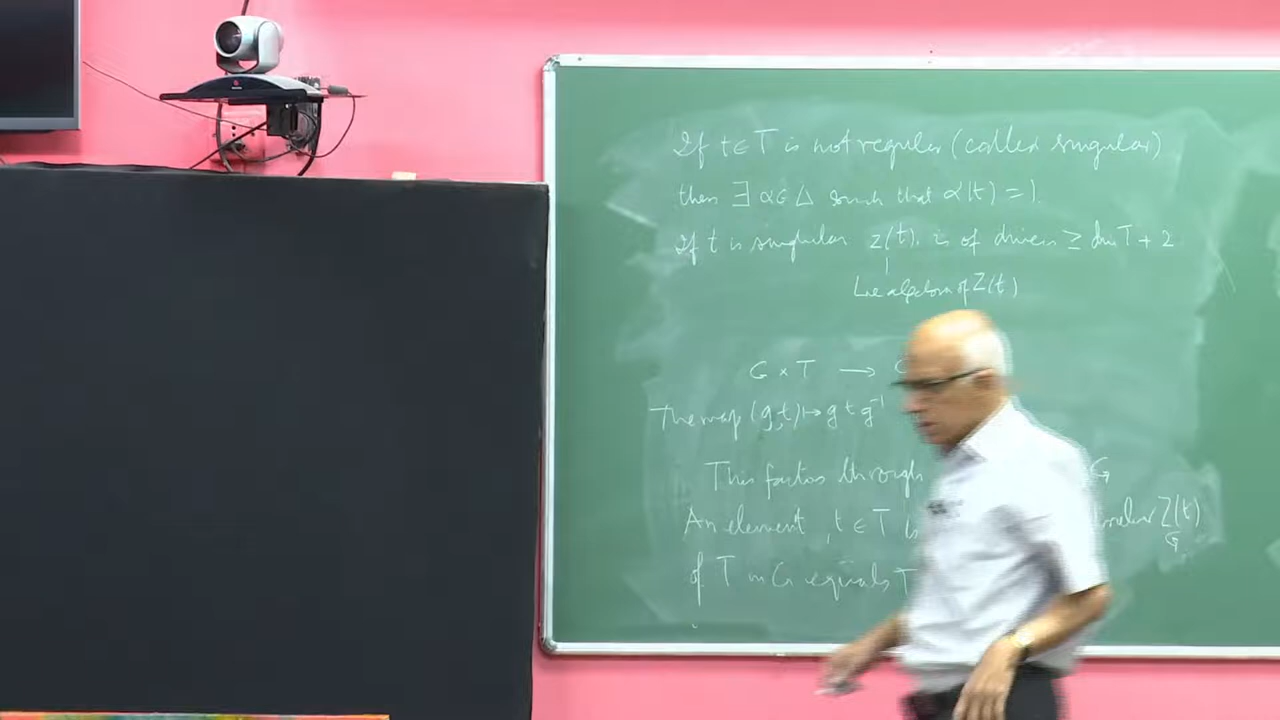 If t ∈ T is not regular (called singular)
then ∃ α ∈ Δ such that α(t) = 1.
If t is singular z(t) is of dimen ≥ dim T + 2
Lie algebra of Z(t)
G × T →
The map (g,t) ↦ g t g⁻¹
This factors through G
An element, t ∈ T is Z(t)
G
of T in G equals T